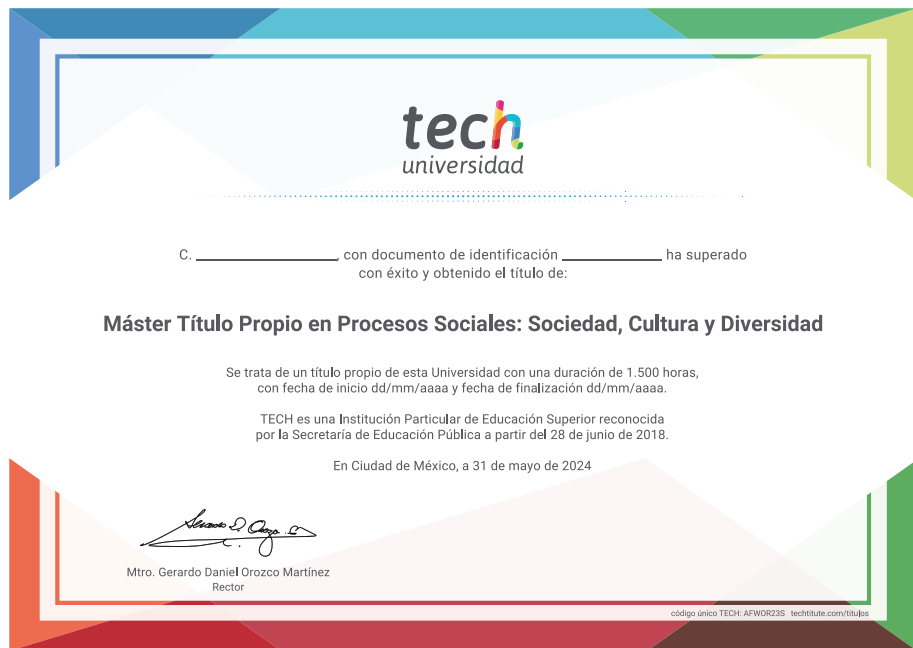 tech
universidad
C. ____________, con documento de identificación ____________ ha superado
con éxito y obtenido el título de:
Máster Título Propio en Procesos Sociales: Sociedad, Cultura y Diversidad
Se trata de un título propio de esta Universidad con una duración de 1.500 horas,
con fecha de inicio dd/mm/aaaa y fecha de finalización dd/mm/aaaa.
TECH es una Institución Particular de Educación Superior reconocida
por la Secretaría de Educación Pública a partir del 28 de junio de 2018.
En Ciudad de México, a 31 de mayo de 2024
Mtro. Gerardo Daniel Orozco Martínez
Rector
código único TECH: AFWOR23S techtitute.com/titulos